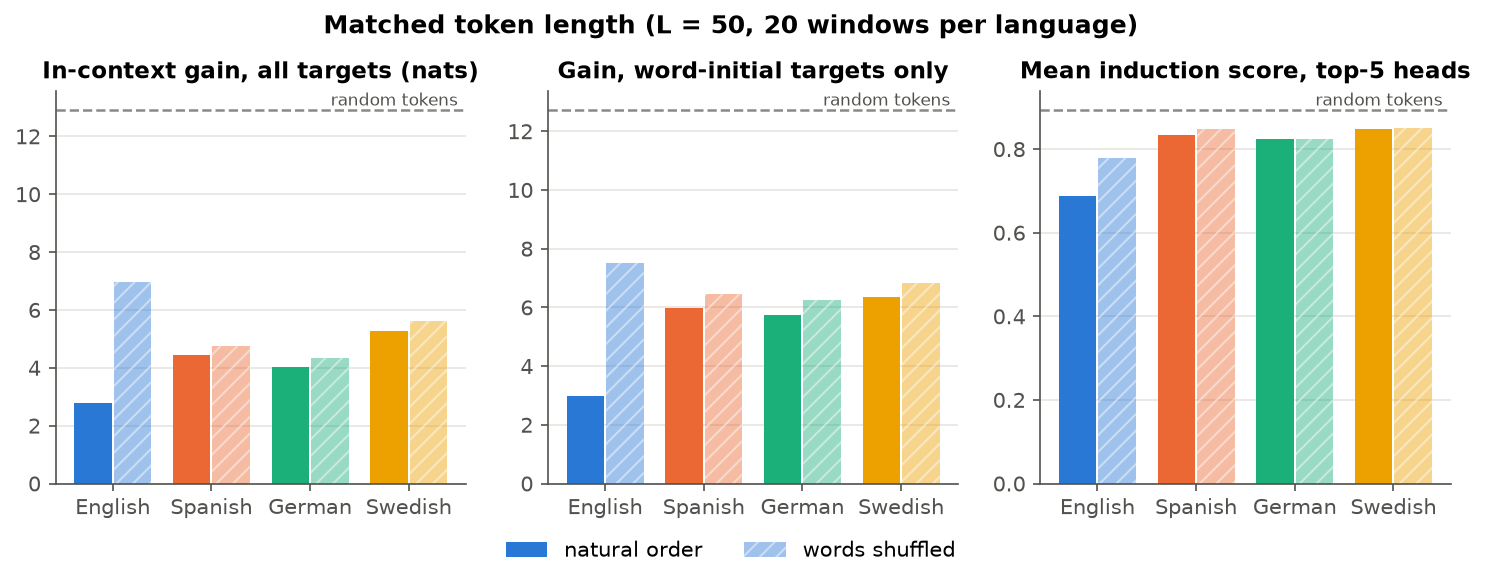 Matched token length (L = 50, 20 windows per language)
In-context gain, all targets (nats)
random tokens
12
10
8
6
4
2
0
English Spanish German Swedish
Gain, word-initial targets only
random tokens
12
10
8
6
4
2
0
English Spanish German Swedish
Mean induction score, top-5 heads
random tokens
0.8
0.6
0.4
0.2
0.0
English Spanish German Swedish
natural order words shuffled